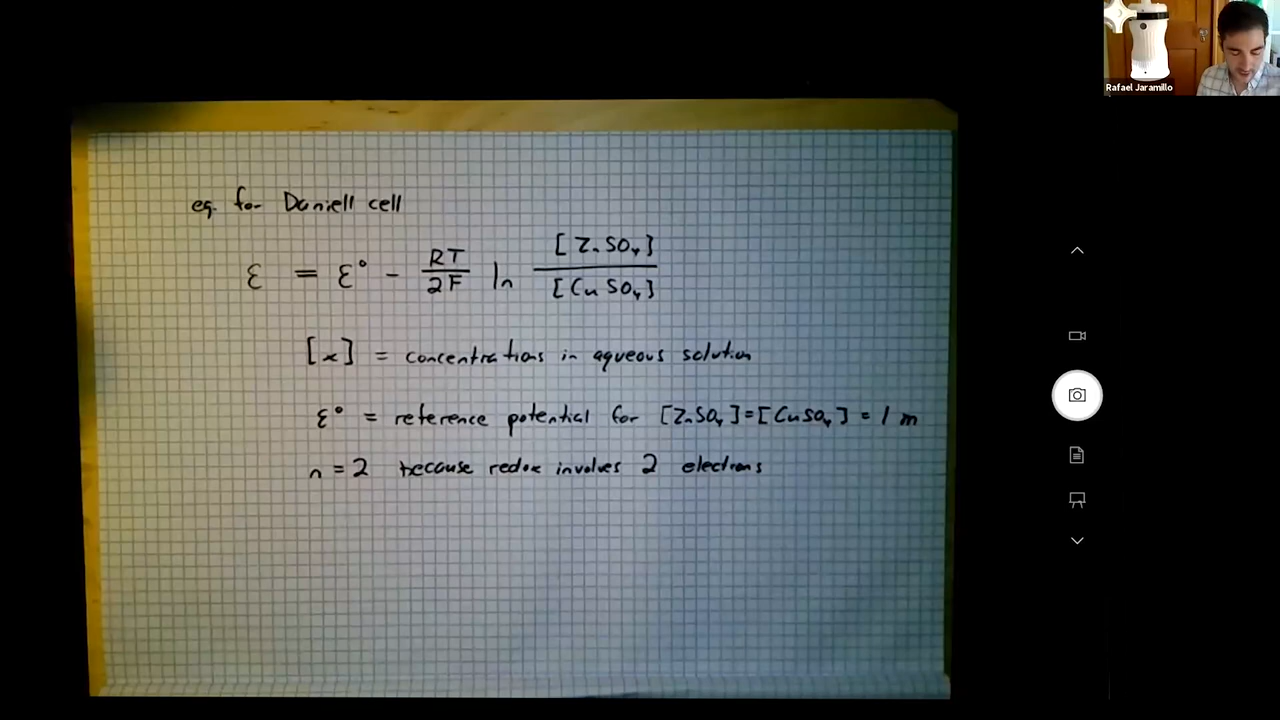 Rafael Jaramillo
eg. for Daniell cell
ℰ = ℰ° - RT/2F ln [ZnSO₄]/[CuSO₄]
[x] = concentrations in aqueous solution
ℰ° = reference potential for [ZnSO₄]=[CuSO₄] = 1 m
n = 2 because redox involves 2 electrons